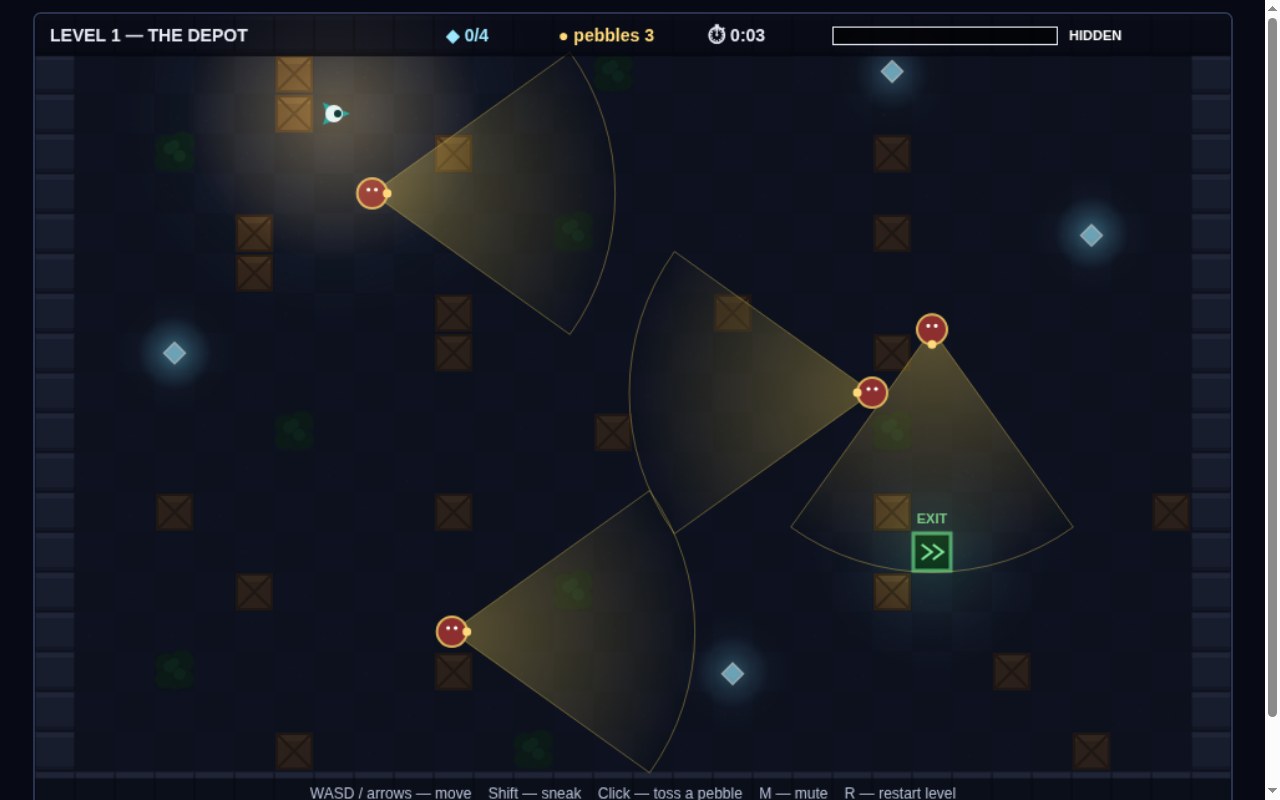 LEVEL 1 — THE DEPOT
◆ 0/4
● pebbles 3
⏱ 0:03
HIDDEN
EXIT
WASD / arrows — move Shift — sneak Click — toss a pebble M — mute R — restart level